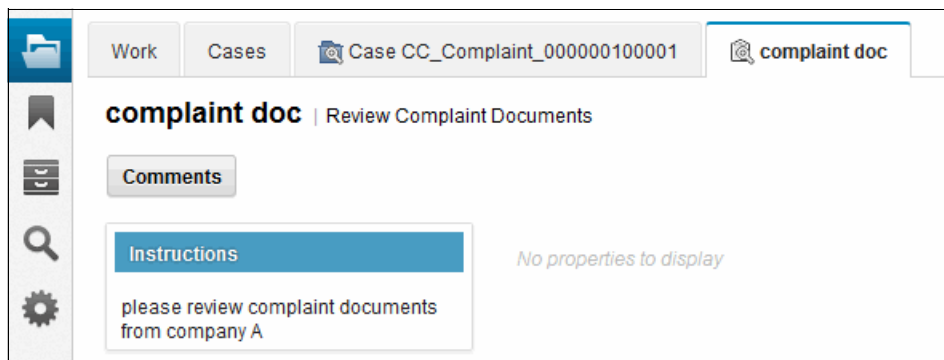 Work Cases Case CC_Complaint_000000100001 complaint doc
complaint doc | Review Complaint Documents
Comments
Instructions
No properties to display
please review complaint documents
from company A